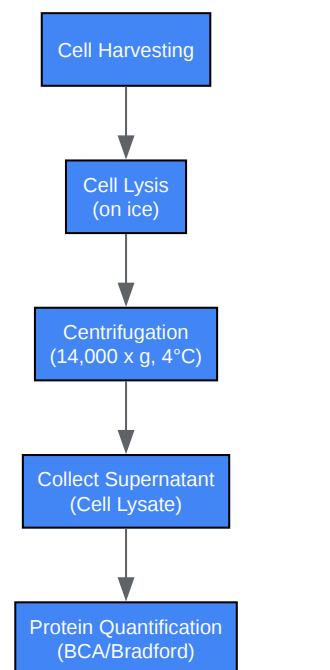 Cell Harvesting
Cell Lysis
(on ice)
Centrifugation
(14,000 x g, 4°C)
Collect Supernatant
(Cell Lysate)
Protein Quantification
(BCA/Bradford)